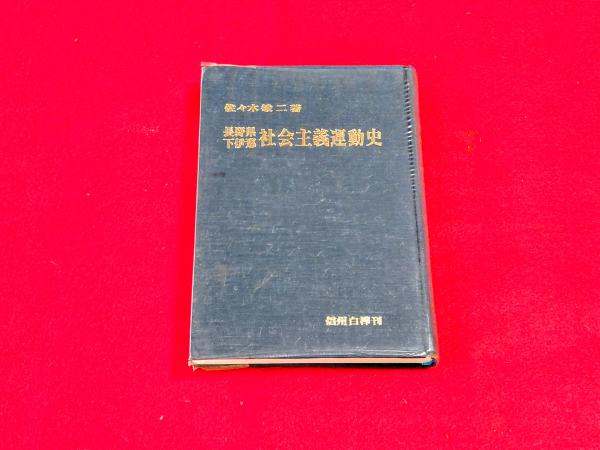 佐々木敏二著
長野県
下伊那
社会主義運動史
信州白樺刊